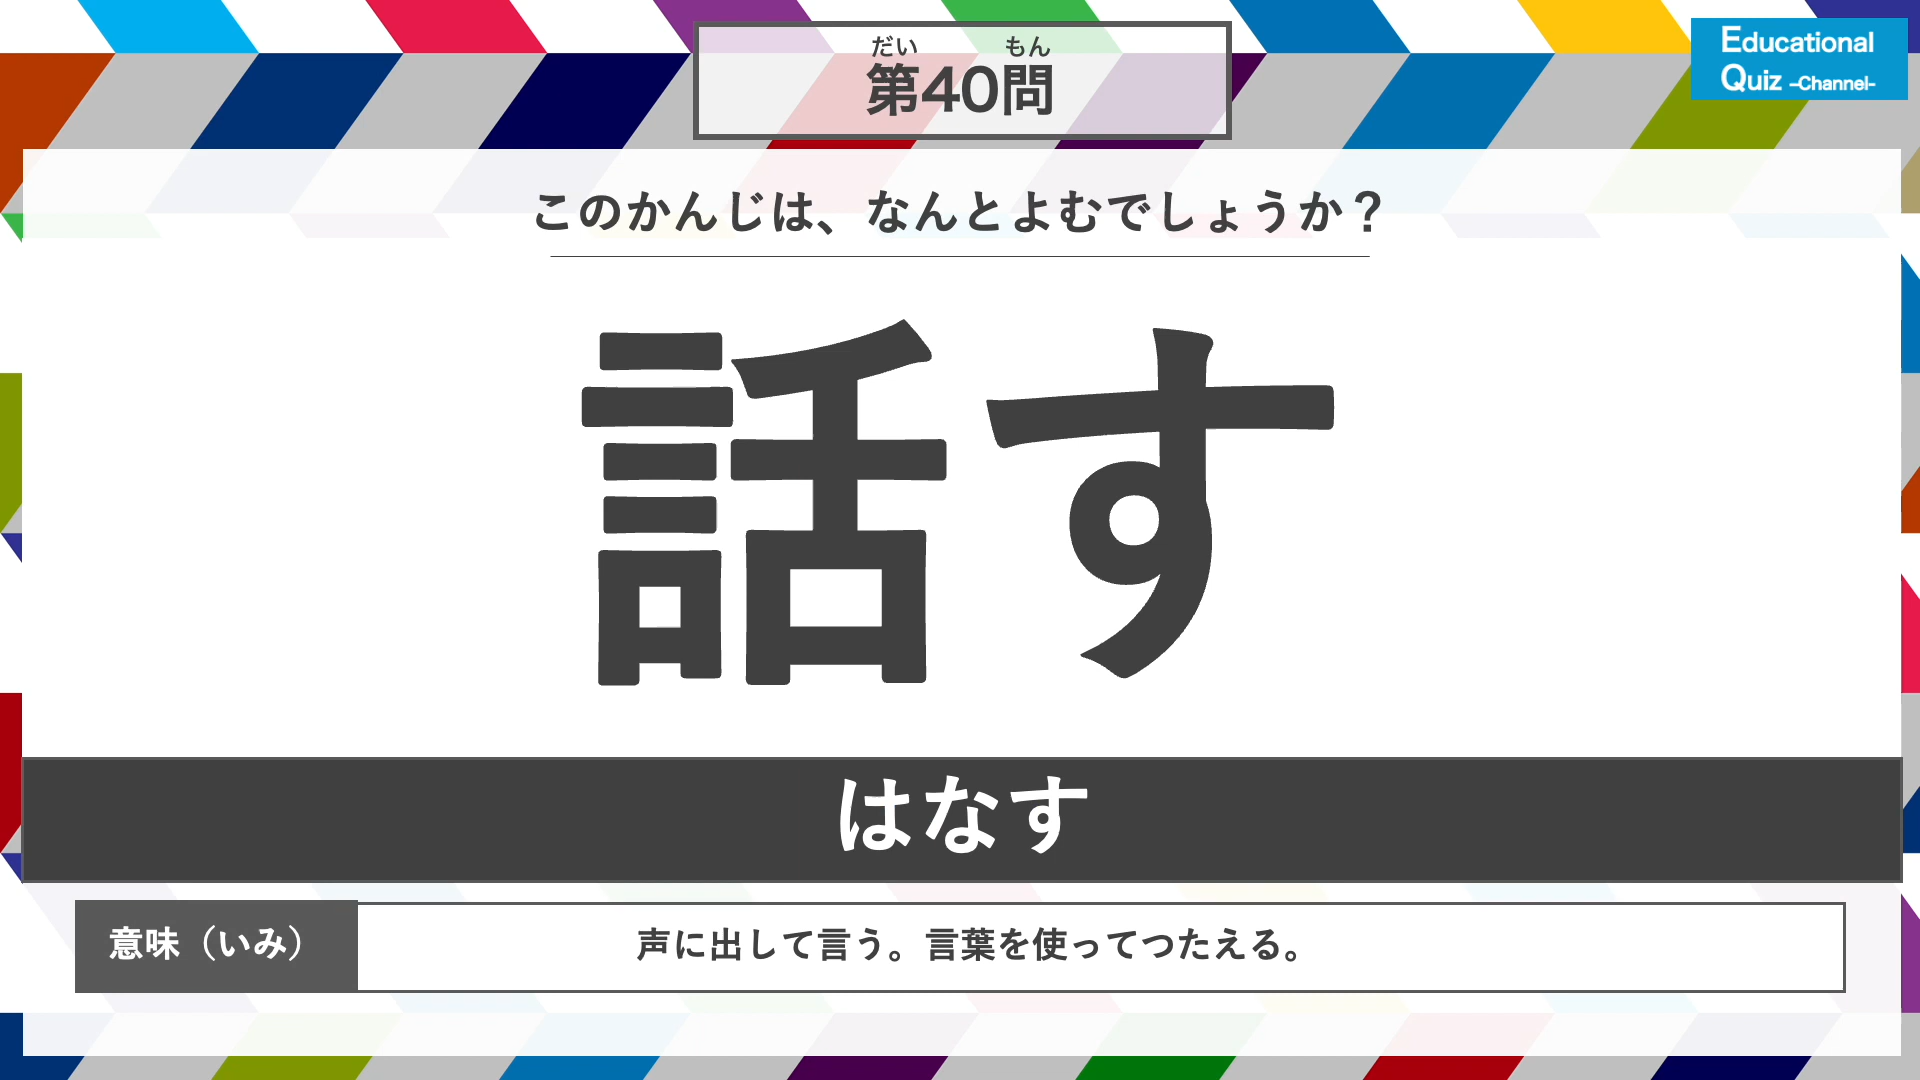 だい もん
第40問
Educational
Quiz -Channel-
このかんじは、なんとよむでしょうか？
話す
はなす
意味（いみ）
声に出して言う。言葉を使ってつたえる。